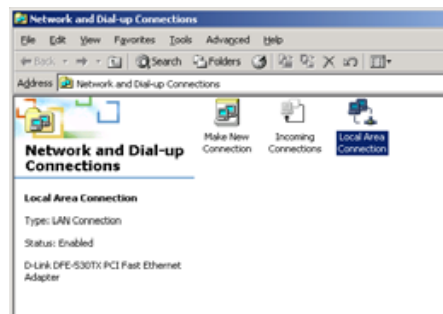 Network and Dial-up Connections
File Edit View Favorites Tools Advanced Help
Back Search Folders
Address Network and Dial-up Connections
Network and Dial-up
Connections
Local Area Connection
Type: LAN Connection
Status: Enabled
D-Link DFE-530TX PCI Fast Ethernet
Adapter
Make New
Connection
Incoming
Connections
Local Area
Connection